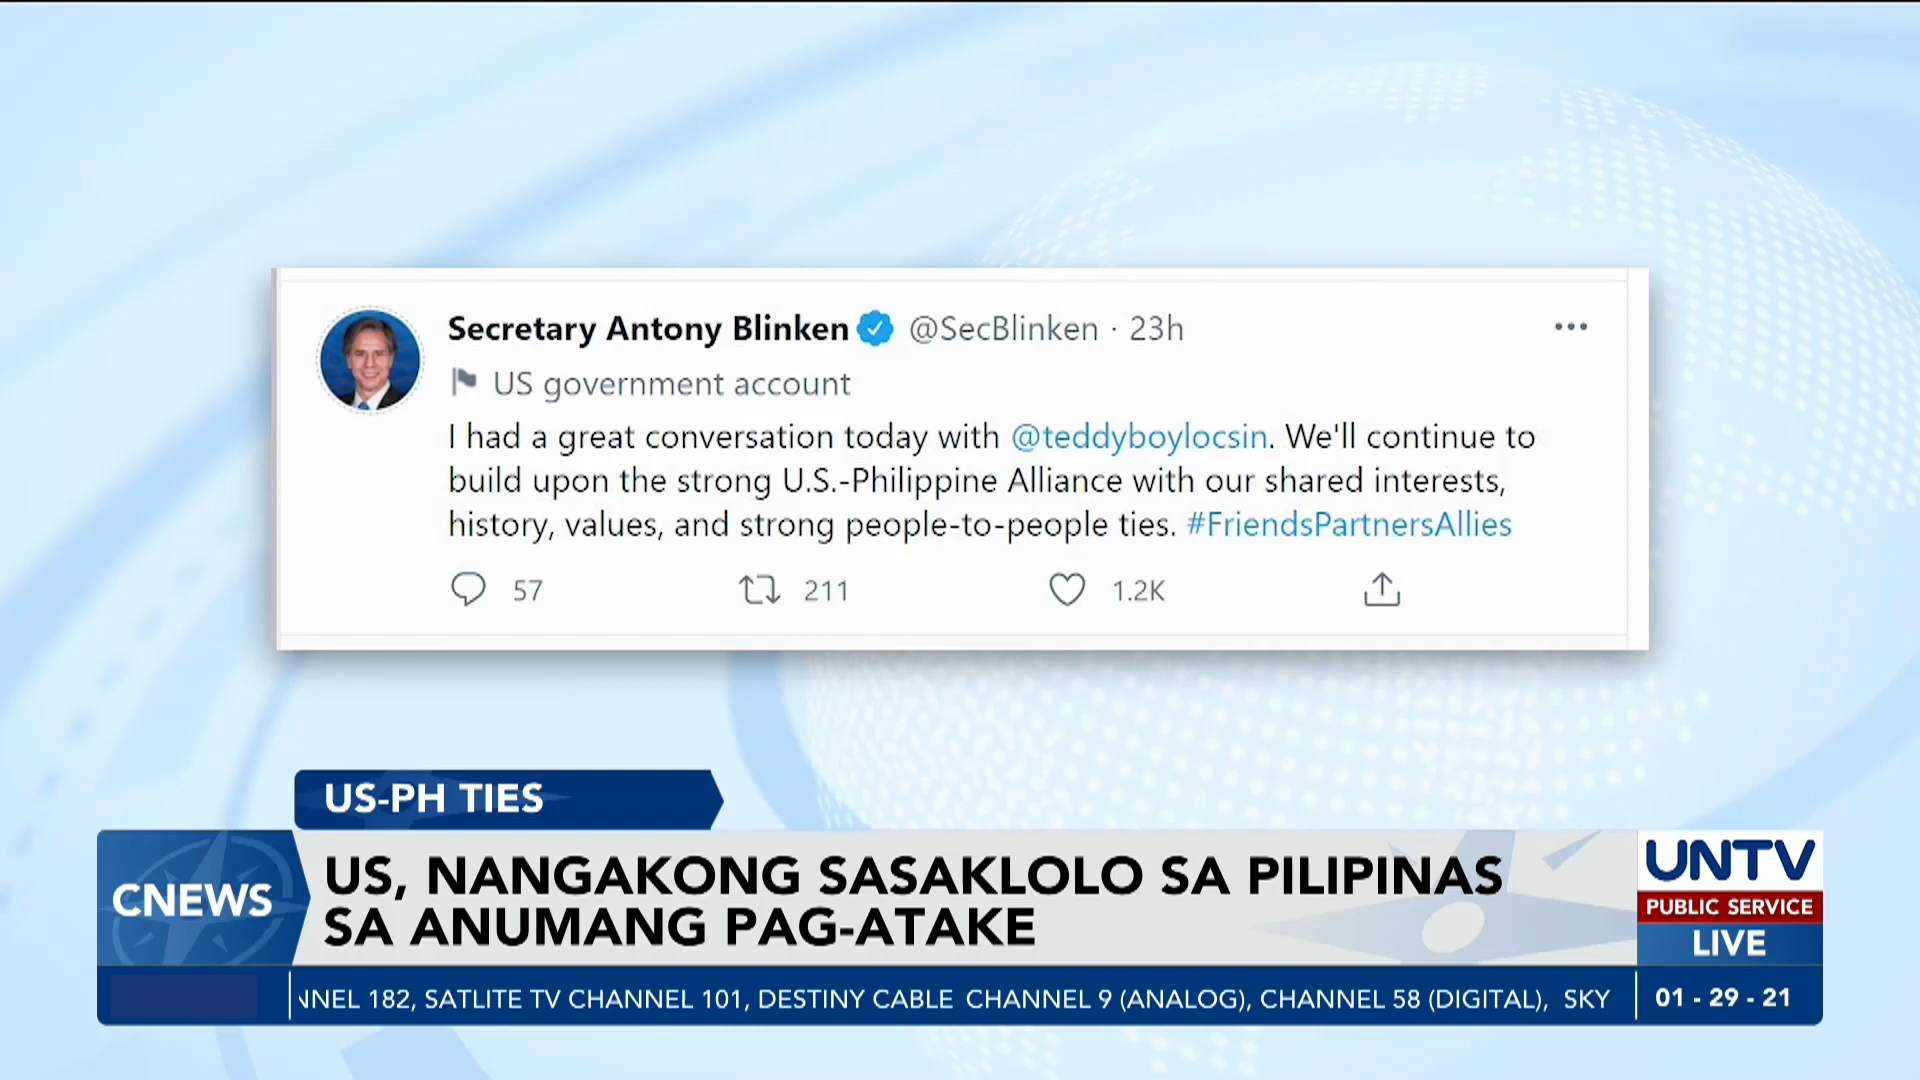 Secretary Antony Blinken @SecBlinken · 23h
US government account
I had a great conversation today with @teddyboylocsin. We'll continue to
build upon the strong U.S.-Philippine Alliance with our shared interests,
history, values, and strong people-to-people ties. #FriendsPartnersAllies
57 211 1.2K
US-PH TIES
CNEWS
US, NANGAKONG SASAKLOLO SA PILIPINAS
SA ANUMANG PAG-ATAKE
UNTV
PUBLIC SERVICE
LIVE
182, SATLITE TV CHANNEL 101, DESTINY CABLE CHANNEL 9 (ANALOG), CHANNEL 58 (DIGITAL), SKY
01 - 29 - 21